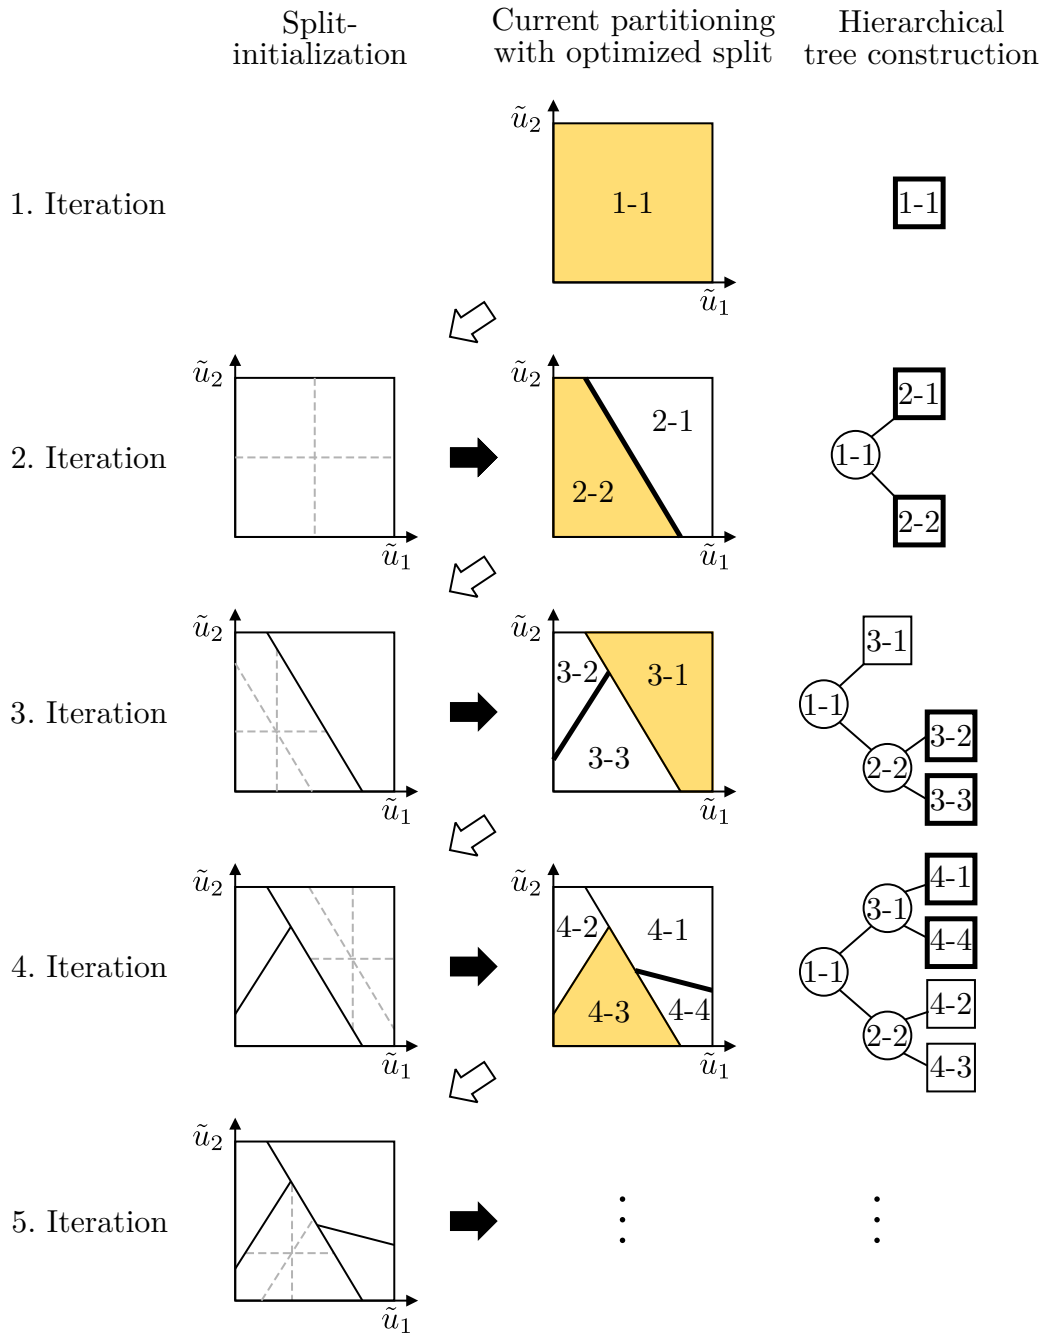 Split-
initialization
Current partitioning
with optimized split
Hierarchical
tree construction
1. Iteration
ũ₂
1-1
ũ₁
1-1
2. Iteration
ũ₂
ũ₁
ũ₂
2-1
2-2
ũ₁
2-1
1-1
2-2
3. Iteration
ũ₂
ũ₁
ũ₂
3-2
3-1
3-3
ũ₁
3-1
1-1
3-2
2-2
3-3
4. Iteration
ũ₂
ũ₁
ũ₂
4-2
4-1
4-3
4-4
ũ₁
4-1
3-1
4-4
1-1
4-2
2-2
4-3
5. Iteration
ũ₂
ũ₁